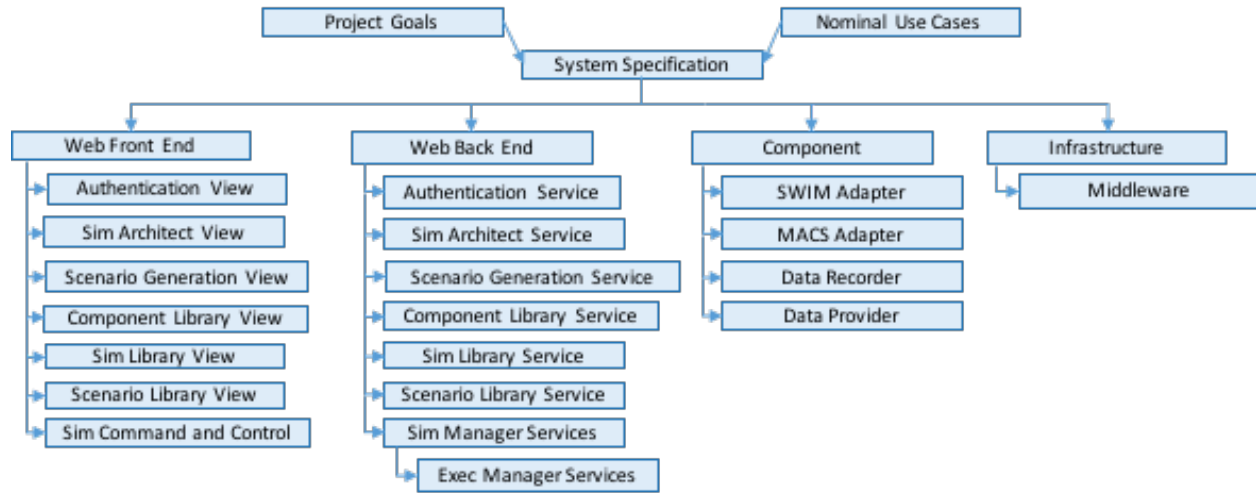 Project Goals
Nominal Use Cases
System Specification
Web Front End
Authentication View
Sim Architect View
Scenario Generation View
Component Library View
Sim Library View
Scenario Library View
Sim Command and Control
Web Back End
Authentication Service
Sim Architect Service
Scenario Generation Service
Component Library Service
Sim Library Service
Scenario Library Service
Sim Manager Services
Exec Manager Services
Component
SWIM Adapter
MACS Adapter
Data Recorder
Data Provider
Infrastructure
Middleware